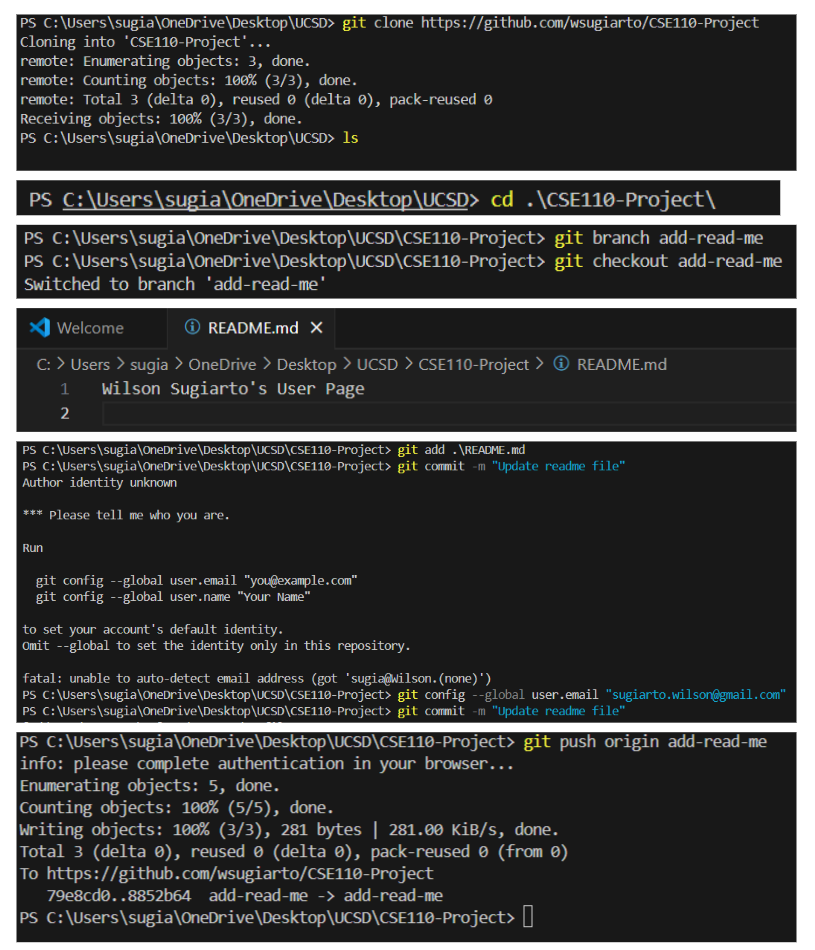 PS C:\Users\sugia\OneDrive\Desktop\UCSD> git clone https://github.com/wsugiarto/CSE110-Project
Cloning into 'CSE110-Project'...
remote: Enumerating objects: 3, done.
remote: Counting objects: 100% (3/3), done.
remote: Total 3 (delta 0), reused 0 (delta 0), pack-reused 0
Receiving objects: 100% (3/3), done.
PS C:\Users\sugia\OneDrive\Desktop\UCSD> ls
PS C:\Users\sugia\OneDrive\Desktop\UCSD> cd .\CSE110-Project\
PS C:\Users\sugia\OneDrive\Desktop\UCSD\CSE110-Project> git branch add-read-me
PS C:\Users\sugia\OneDrive\Desktop\UCSD\CSE110-Project> git checkout add-read-me
Switched to branch 'add-read-me'
Welcome README.md
C: > Users > sugia > OneDrive > Desktop > UCSD > CSE110-Project > README.md
1 Wilson Sugiarto's User Page
2
PS C:\Users\sugia\OneDrive\Desktop\UCSD\CSE110-Project> git add .\README.md
PS C:\Users\sugia\OneDrive\Desktop\UCSD\CSE110-Project> git commit -m "Update readme file"
Author identity unknown
*** Please tell me who you are.
Run
git config --global user.email "you@example.com"
git config --global user.name "Your Name"
to set your account's default identity.
Omit --global to set the identity only in this repository.
fatal: unable to auto-detect email address (got 'sugia@Wilson.(none)')
PS C:\Users\sugia\OneDrive\Desktop\UCSD\CSE110-Project> git config --global user.email "sugiarto.wilson@gmail.com"
PS C:\Users\sugia\OneDrive\Desktop\UCSD\CSE110-Project> git commit -m "Update readme file"
PS C:\Users\sugia\OneDrive\Desktop\UCSD\CSE110-Project> git push origin add-read-me
info: please complete authentication in your browser...
Enumerating objects: 5, done.
Counting objects: 100% (5/5), done.
Writing objects: 100% (3/3), 281 bytes | 281.00 KiB/s, done.
Total 3 (delta 0), reused 0 (delta 0), pack-reused 0 (from 0)
To https://github.com/wsugiarto/CSE110-Project
79e8cd0..8852b64 add-read-me -> add-read-me
PS C:\Users\sugia\OneDrive\Desktop\UCSD\CSE110-Project>